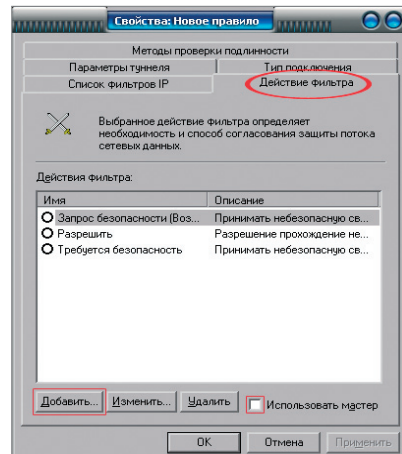 Свойства: Новое правило
Методы проверки подлинности
Параметры туннеля
Тип подключения
Список фильтров IP
Действие фильтра
Выбранное действие фильтра определяет
необходимость и способ согласования защиты потока
сетевых данных.
Действия фильтра:
Имя
Описание
Запрос безопасности (Воз...
Принимать небезопасную св...
Разрешить
Разрешение прохождение не...
Требуется безопасность
Принимать небезопасную св...
Добавить...
Изменить...
Удалить
Использовать мастер
ОК
Отмена
Применить